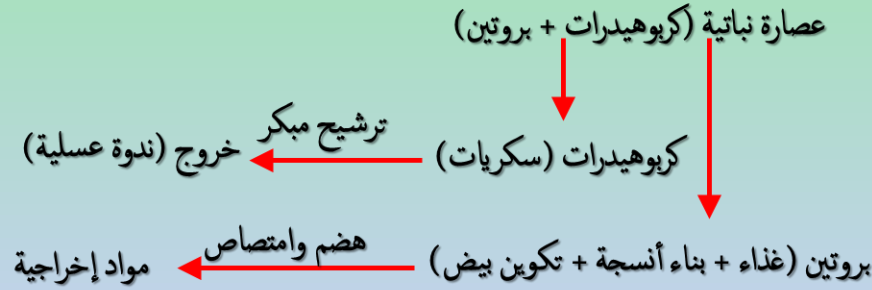 عصارة نباتية (كربوهيدرات + بروتين)
كربوهيدرات (سكريات) ترشيح مبكر خروج (ندوة عسلية)
بروتين (غذاء + بناء أنسجة + تكوين بيض) هضم وامتصاص مواد إخراجية